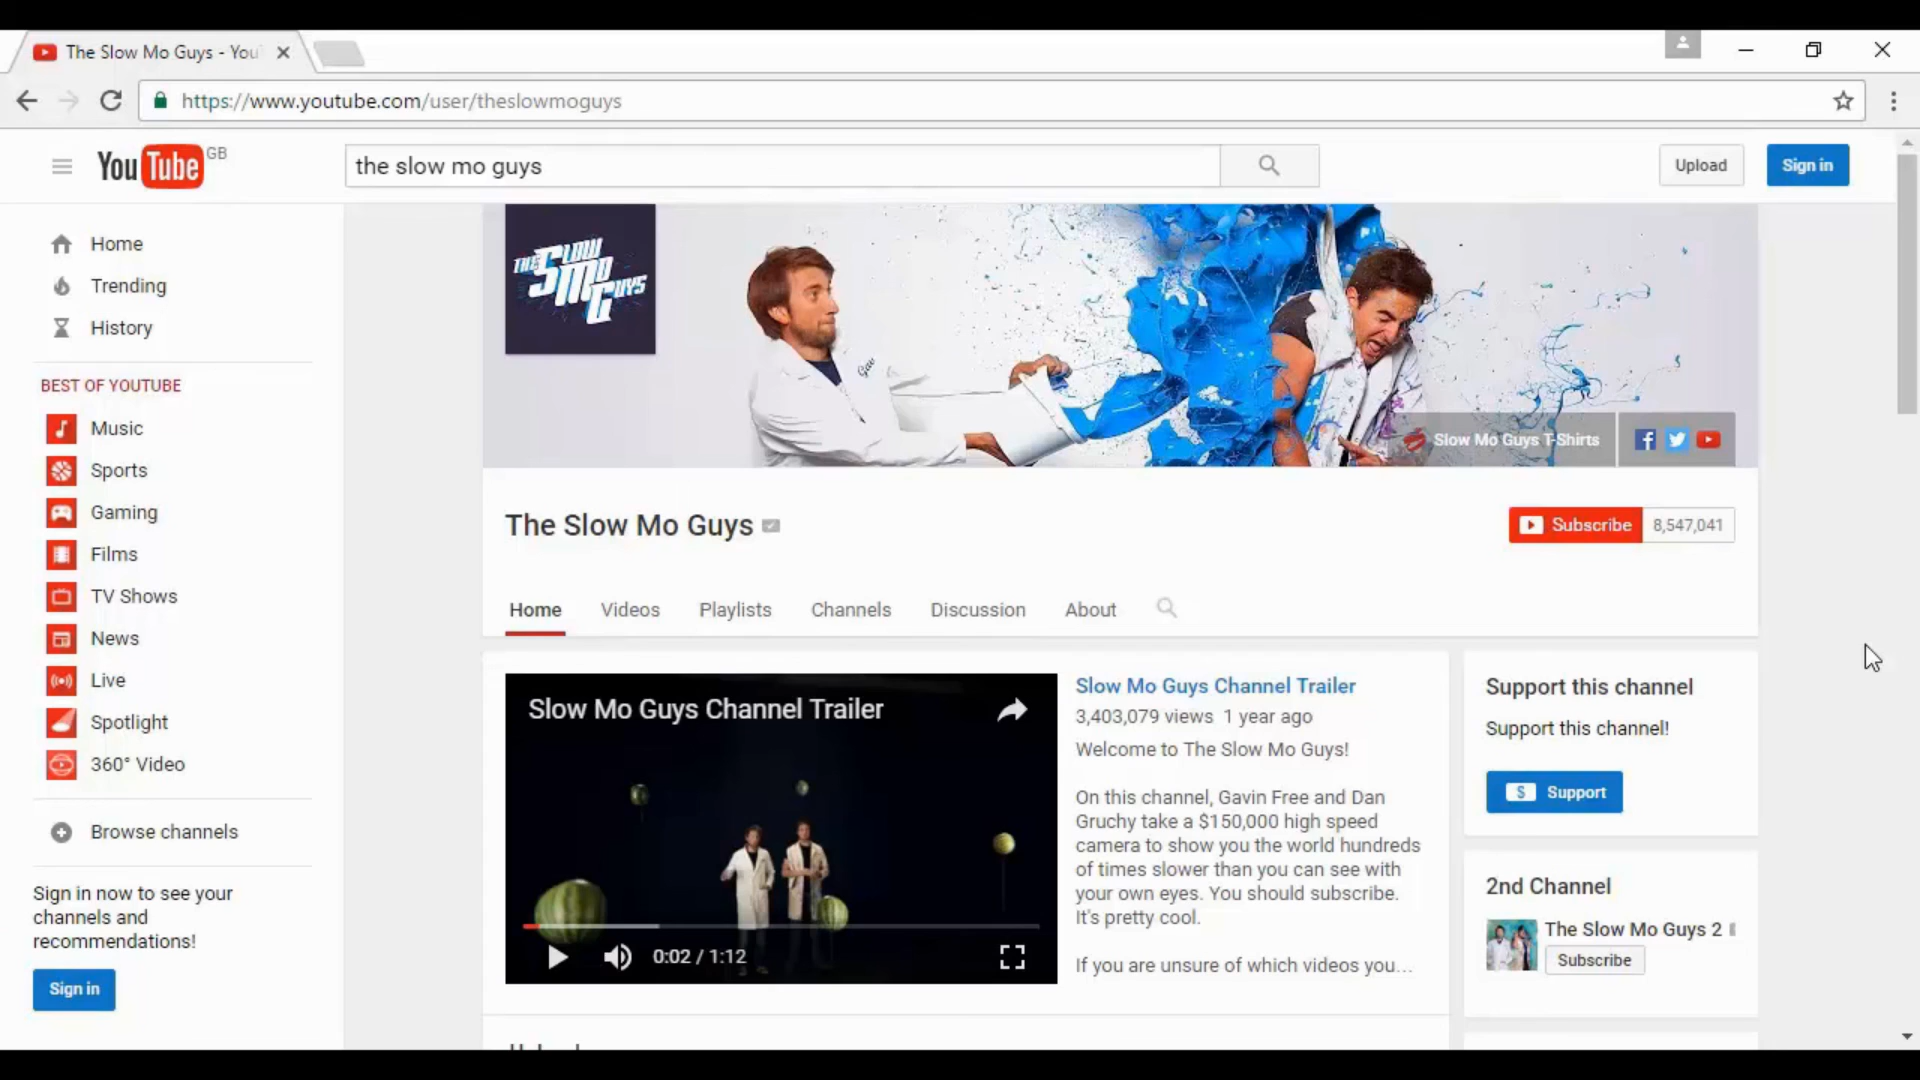 The Slow Mo Guys - You
https://www.youtube.com/user/theslowmoguys
YouTube GB
the slow mo guys
Upload
Sign in
Home
Trending
History
BEST OF YOUTUBE
Music
Sports
Gaming
Films
TV Shows
News
Live
Spotlight
360° Video
Browse channels
Sign in now to see your
channels and
recommendations!
Sign in
THE SLOW MO GUYS
Gav
Slow Mo Guys T-Shirts
The Slow Mo Guys
Subscribe 8,547,041
Home Videos Playlists Channels Discussion About
Slow Mo Guys Channel Trailer
0:02 / 1:12
Slow Mo Guys Channel Trailer
3,403,079 views 1 year ago
Welcome to The Slow Mo Guys!
On this channel, Gavin Free and Dan
Gruchy take a $150,000 high speed
camera to show you the world hundreds
of times slower than you can see with
your own eyes. You should subscribe.
It's pretty cool.
If you are unsure of which videos you...
Support this channel
Support this channel!
$ Support
2nd Channel
The Slow Mo Guys 2
Subscribe